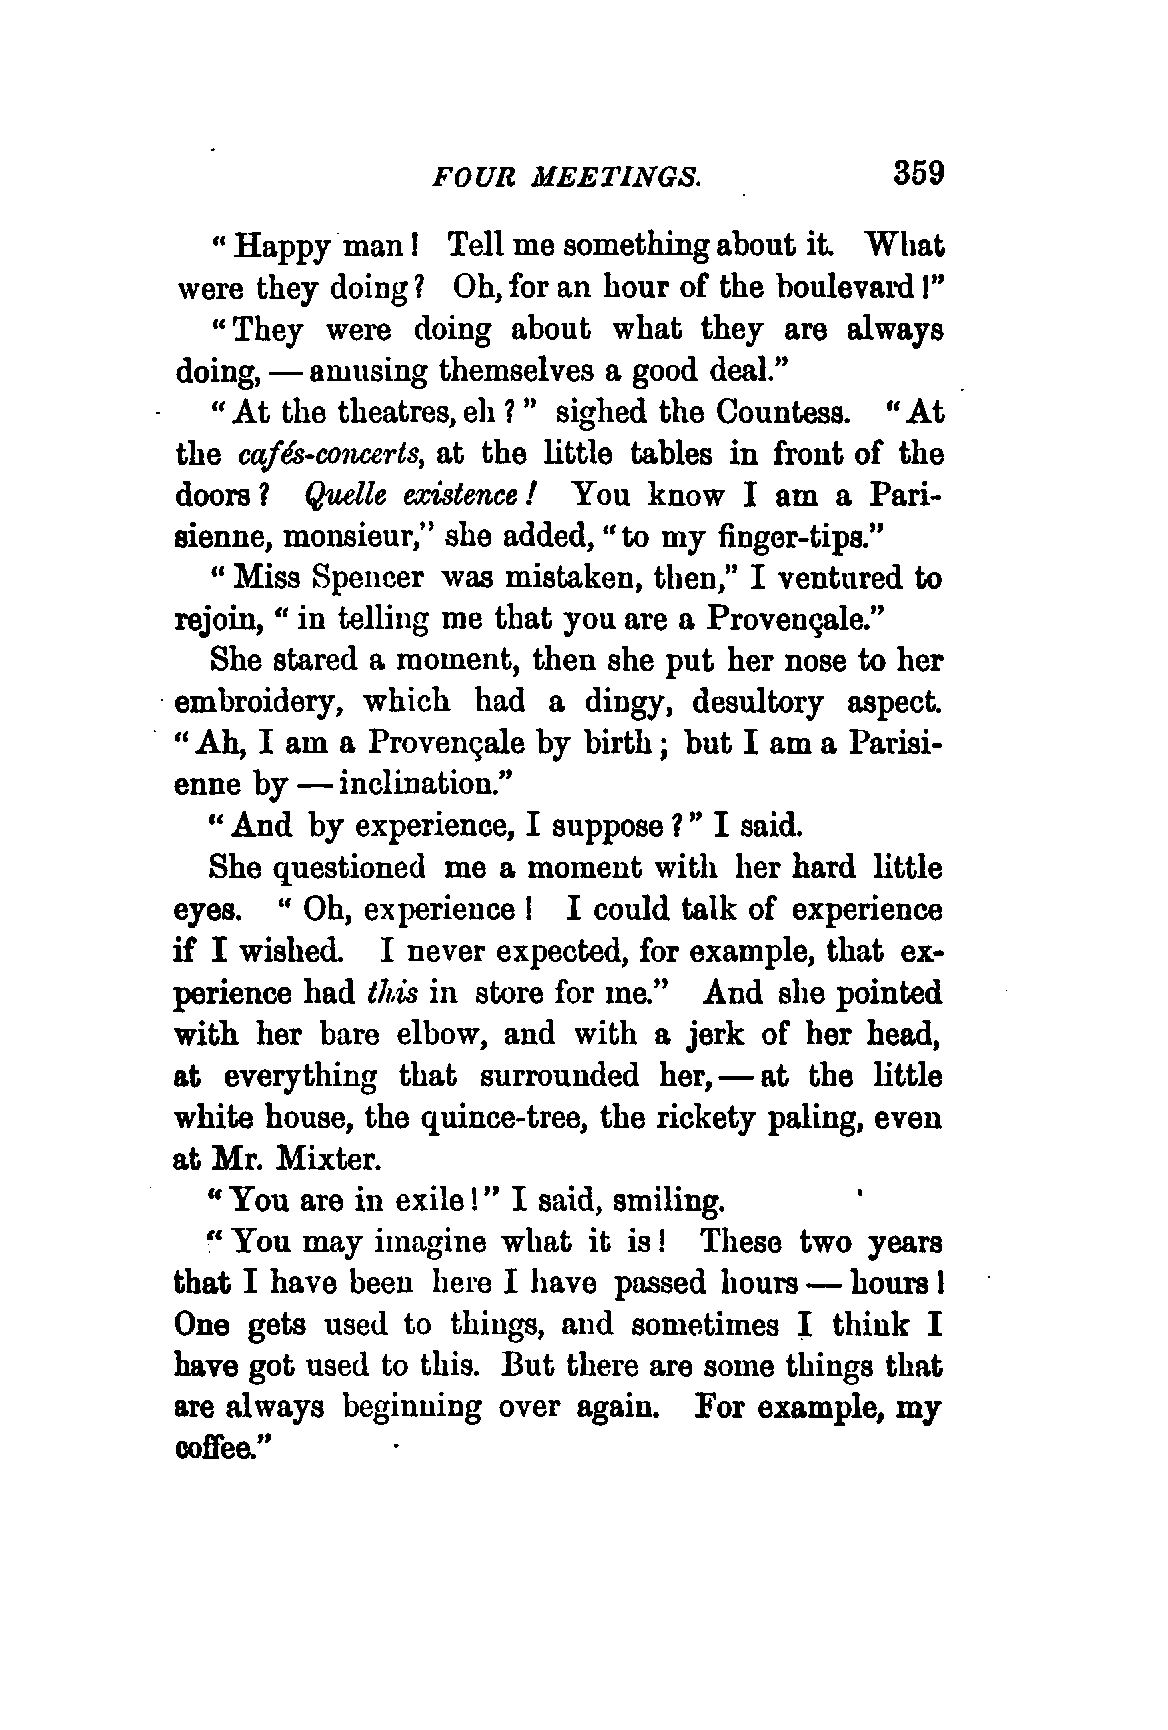 FOUR MEETINGS. 359
“ Happy man! Tell me something about it. What
were they doing? Oh, for an hour of the boulevard!”
“ They were doing about what they are always
doing, — amusing themselves a good deal.”
“ At the theatres, eh ? ” sighed the Countess. “ At
the cafés-concerts, at the little tables in front of the
doors ? Quelle existence ! You know I am a Pari-
sienne, monsieur,” she added, “ to my finger-tips.”
“ Miss Spencer was mistaken, then,” I ventured to
rejoin, “ in telling me that you are a Provençale.”
She stared a moment, then she put her nose to her
embroidery, which had a dingy, desultory aspect.
“ Ah, I am a Provençale by birth ; but I am a Parisi-
enne by — inclination.”
“ And by experience, I suppose ? ” I said.
She questioned me a moment with her hard little
eyes. “ Oh, experience ! I could talk of experience
if I wished. I never expected, for example, that ex-
perience had this in store for me.” And she pointed
with her bare elbow, and with a jerk of her head,
at everything that surrounded her, — at the little
white house, the quince-tree, the rickety paling, even
at Mr. Mixter.
“ You are in exile ! ” I said, smiling.
“ You may imagine what it is ! These two years
that I have been here I have passed hours — hours !
One gets used to things, and sometimes I think I
have got used to this. But there are some things that
are always beginning over again. For example, my
coffee.”